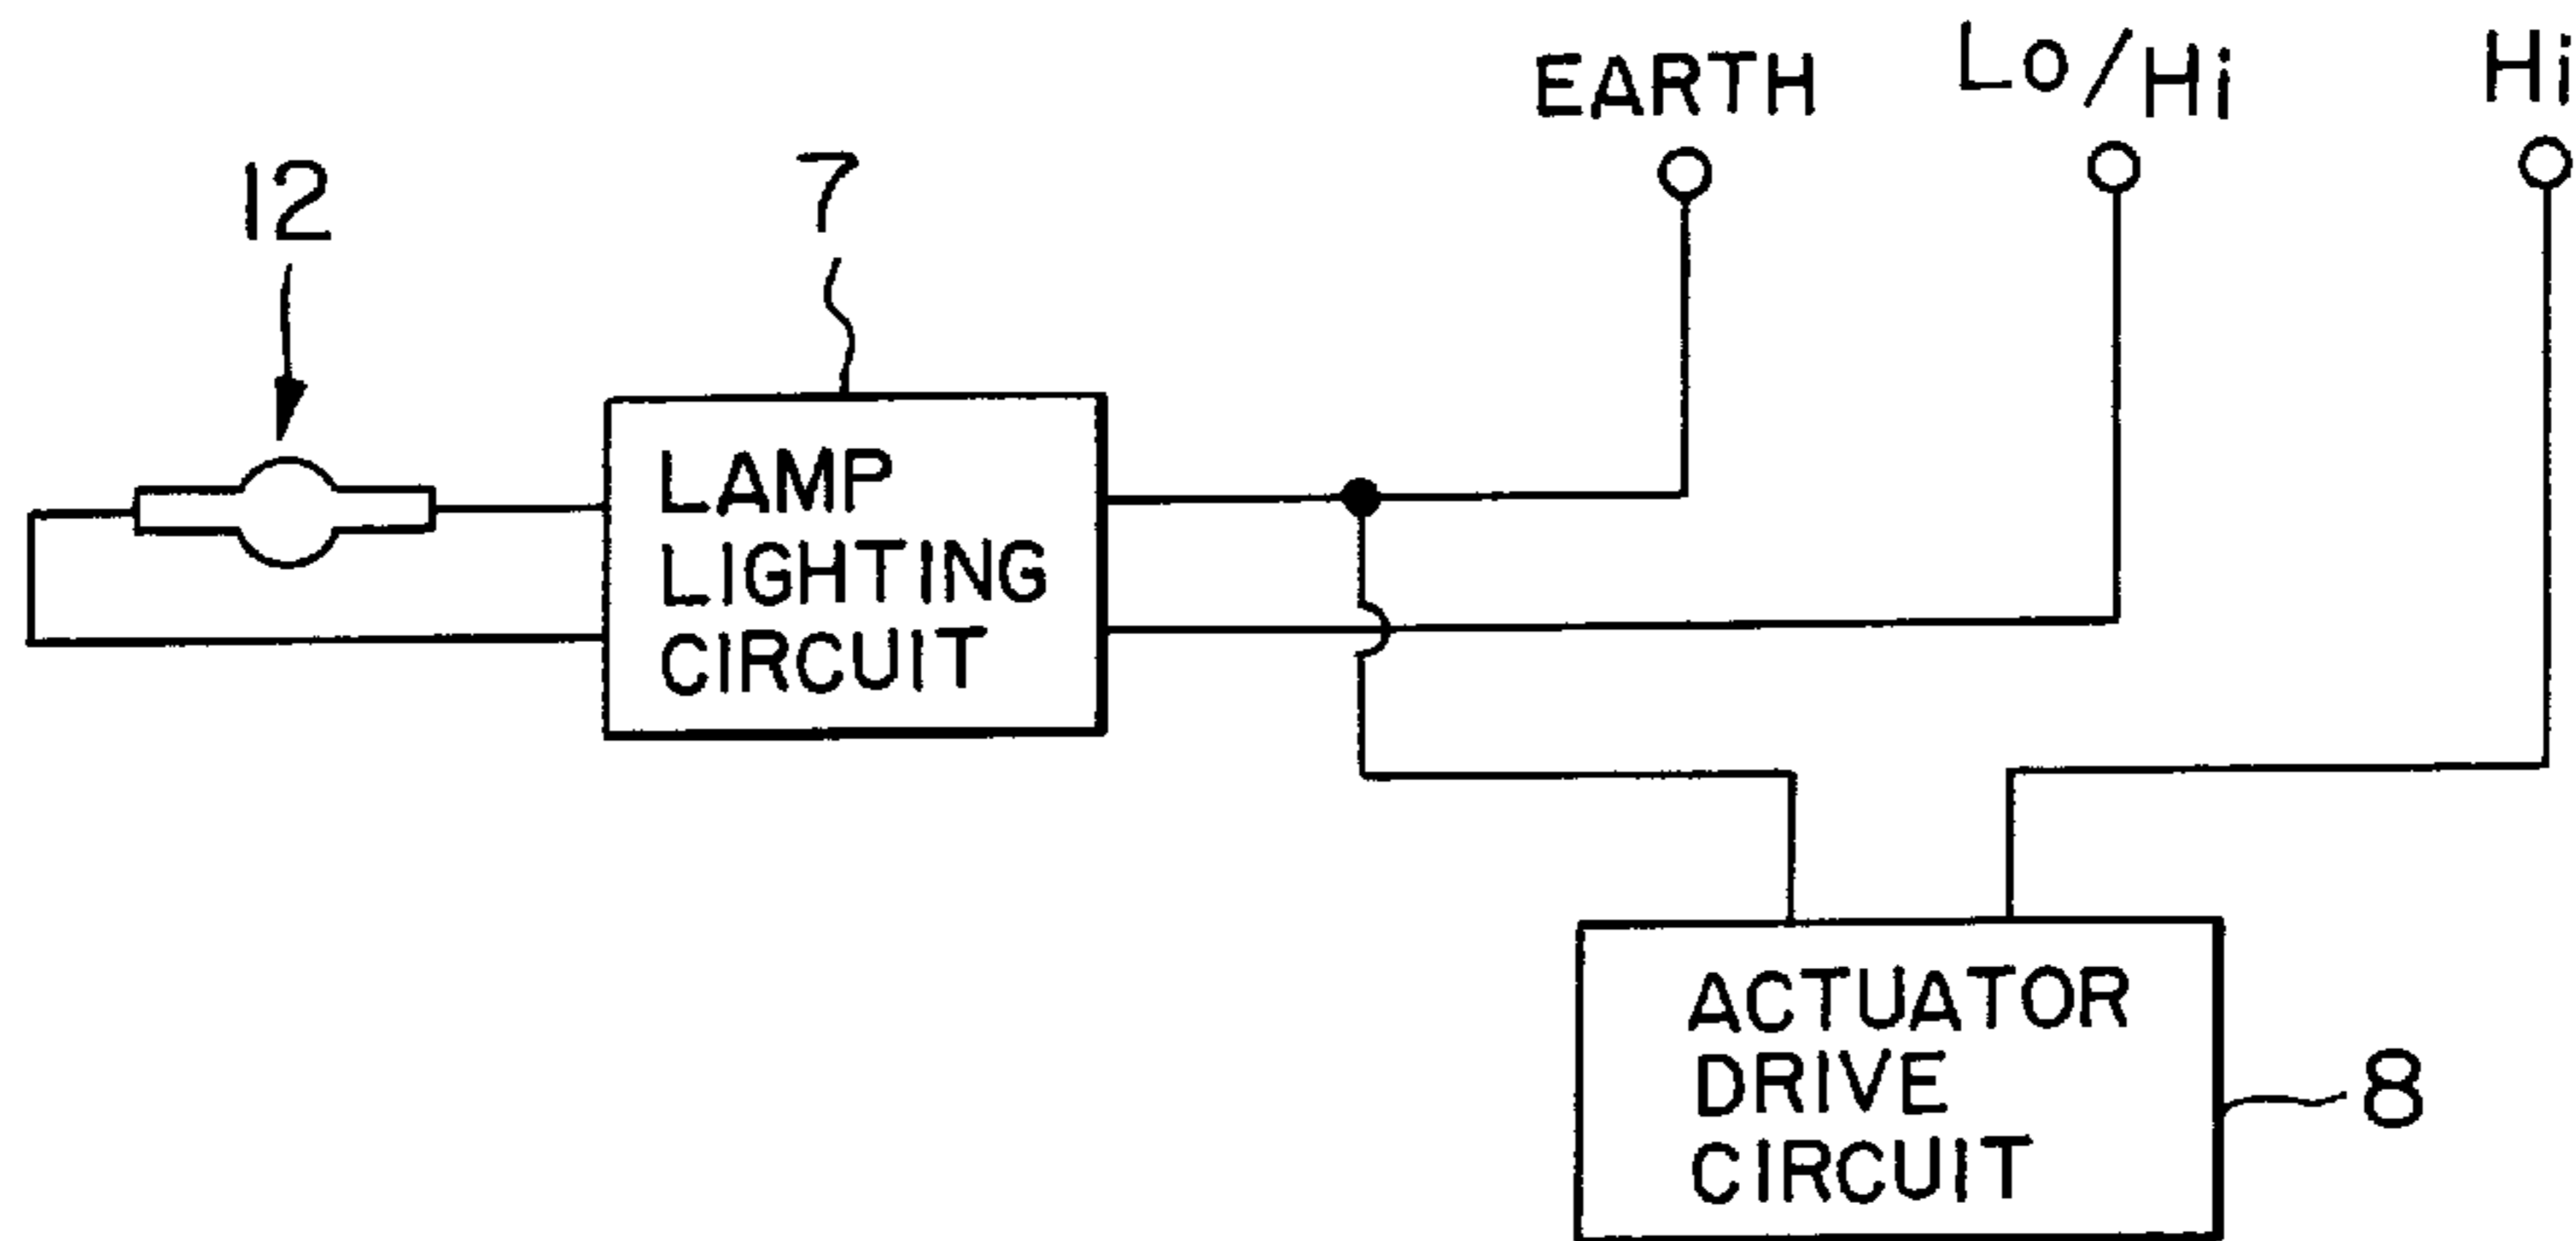 EARTH
Lo/Hi
Hi
12
7
LAMP
LIGHTING
CIRCUIT
ACTUATOR
DRIVE
CIRCUIT
8